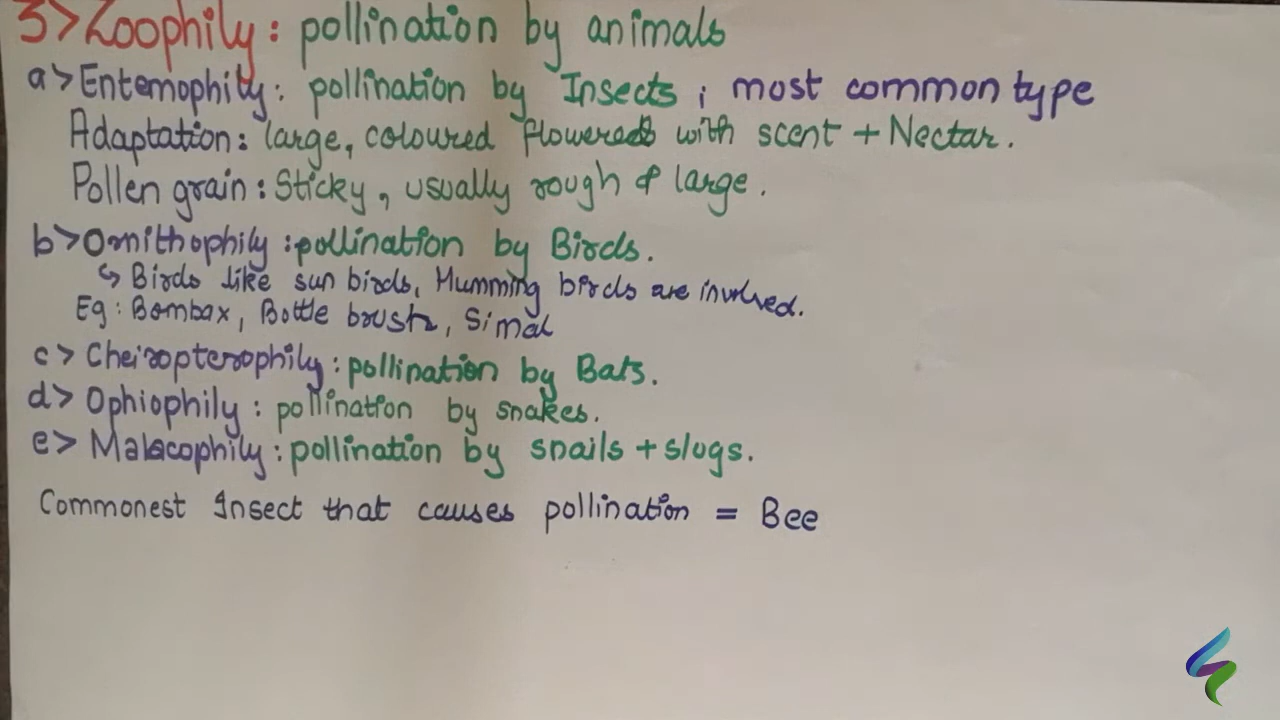 3> Zoophily: pollination by animals
a> Entemophity: pollination by Insects; most common type
Adaptation: large, coloured flowered with scent + Nectar.
Pollen grain: Sticky, usually rough & large.
b> Ornithophily: pollination by Birds.
↳ Birds like sun birds, Humming birds are involved.
Eg: Bombax, Bottle brush, Simal
c> Cheiropterophily: pollination by Bats.
d> Ophiophily: pollination by snakes.
e> Malacophily: pollination by snails + slugs.
Commonest Insect that causes pollination = Bee